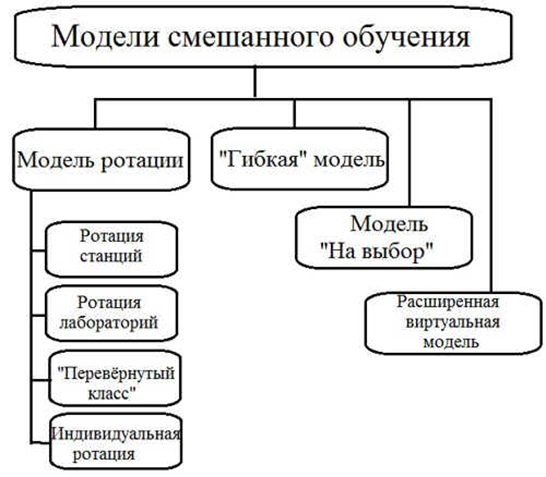 Модели смешанного обучения
Модель ротации
"Гибкая" модель
Модель
"На выбор"
Расширенная
виртуальная
модель
Ротация
станций
Ротация
лабораторий
"Перевёрнутый
класс"
Индивидуальная
ротация